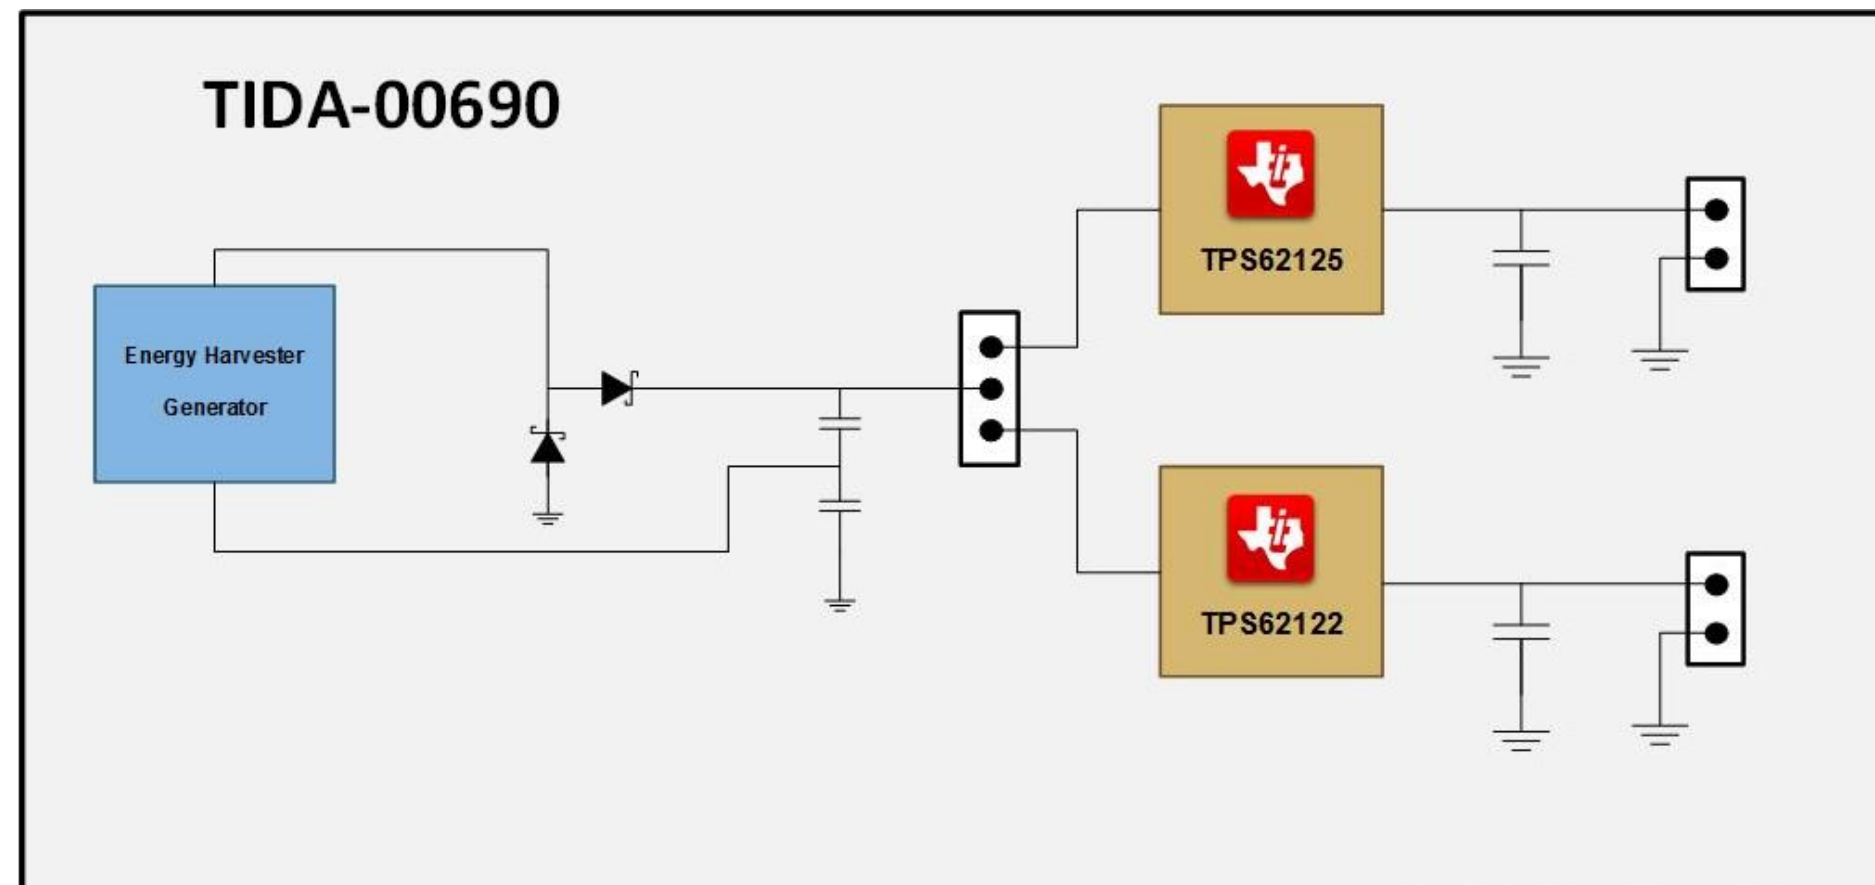 TIDA-00690
TPS62125
Energy Harvester
Generator
TPS62122